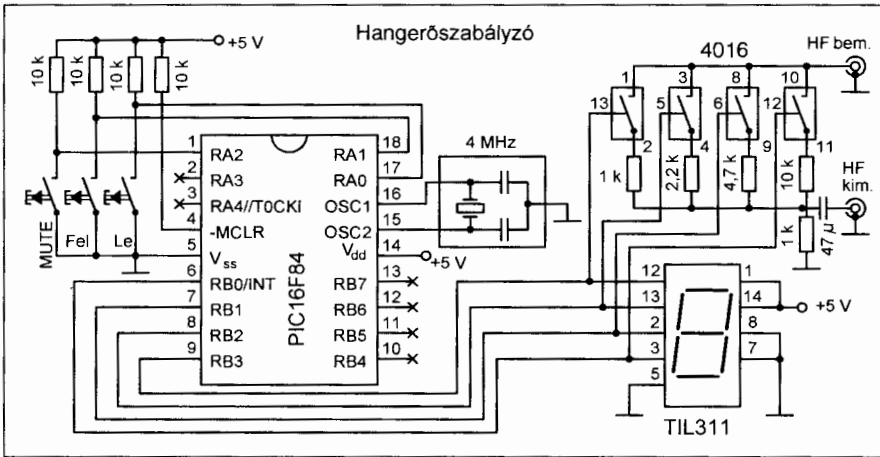 Hangerőszabályzó
+5 V
10 k
10 k
10 k
10 k
4016
HF bem.
1
3
8
10
13
5
6
12
2
4
9
11
1 k
2,2 k
4,7 k
10 k
HF
kim.
1 k
47 µ
4 MHz
1
RA2
RA1
18
2
RA3
RA0
17
3
RA4//T0CKI
OSC1
16
4
-MCLR
OSC2
15
5
Vss
Vdd
14
+5 V
6
RB0/INT
RB7
13
7
RB1
RB6
12
8
RB2
RB5
11
9
RB3
RB4
10
PIC16F84
MUTE
Fel
Le
12
1
13
14
+5 V
2
8
3
7
5
TIL311